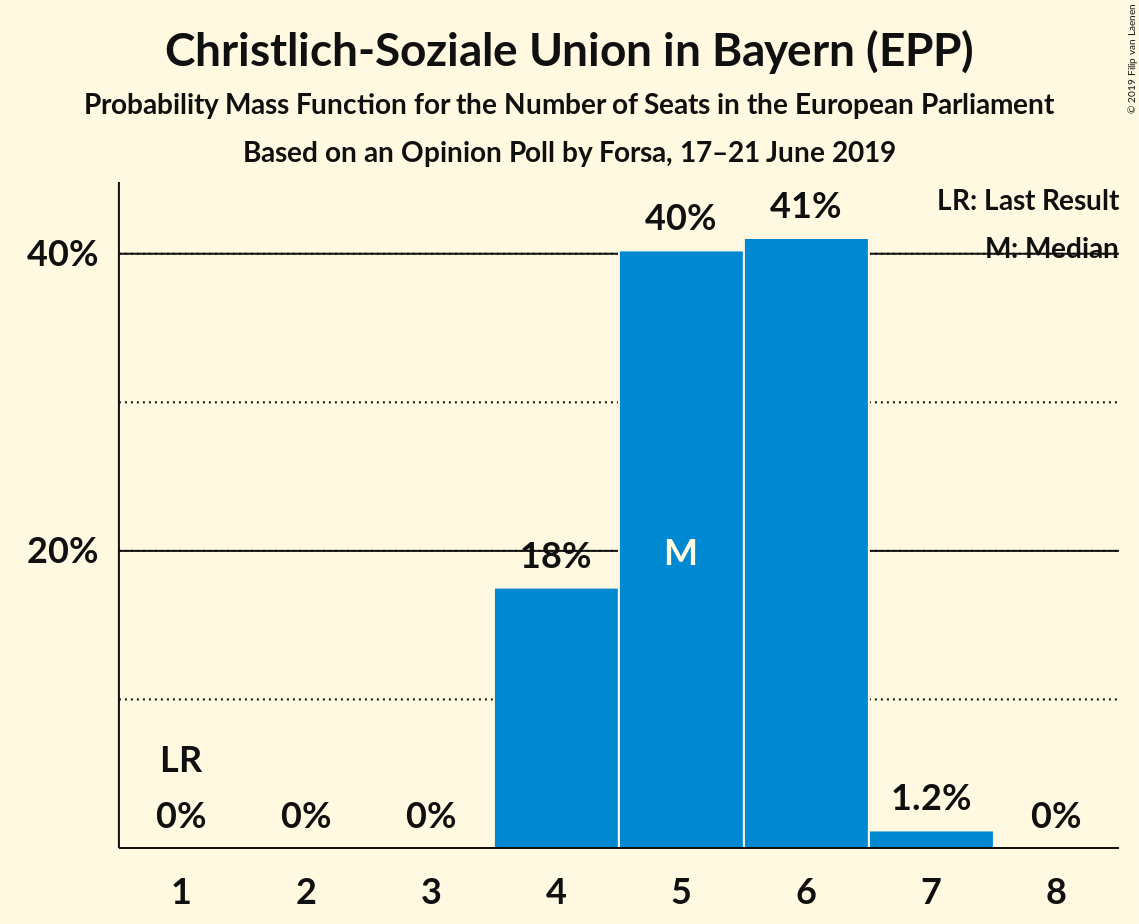 Christlich-Soziale Union in Bayern (EPP)
Probability Mass Function for the Number of Seats in the European Parliament
Based on an Opinion Poll by Forsa, 17–21 June 2019
© 2019 Filip van Laenen
LR: Last Result
M: Median
40%
20%
0%
0%
0%
18%
40%
41%
1.2%
0%
LR
M
1
2
3
4
5
6
7
8